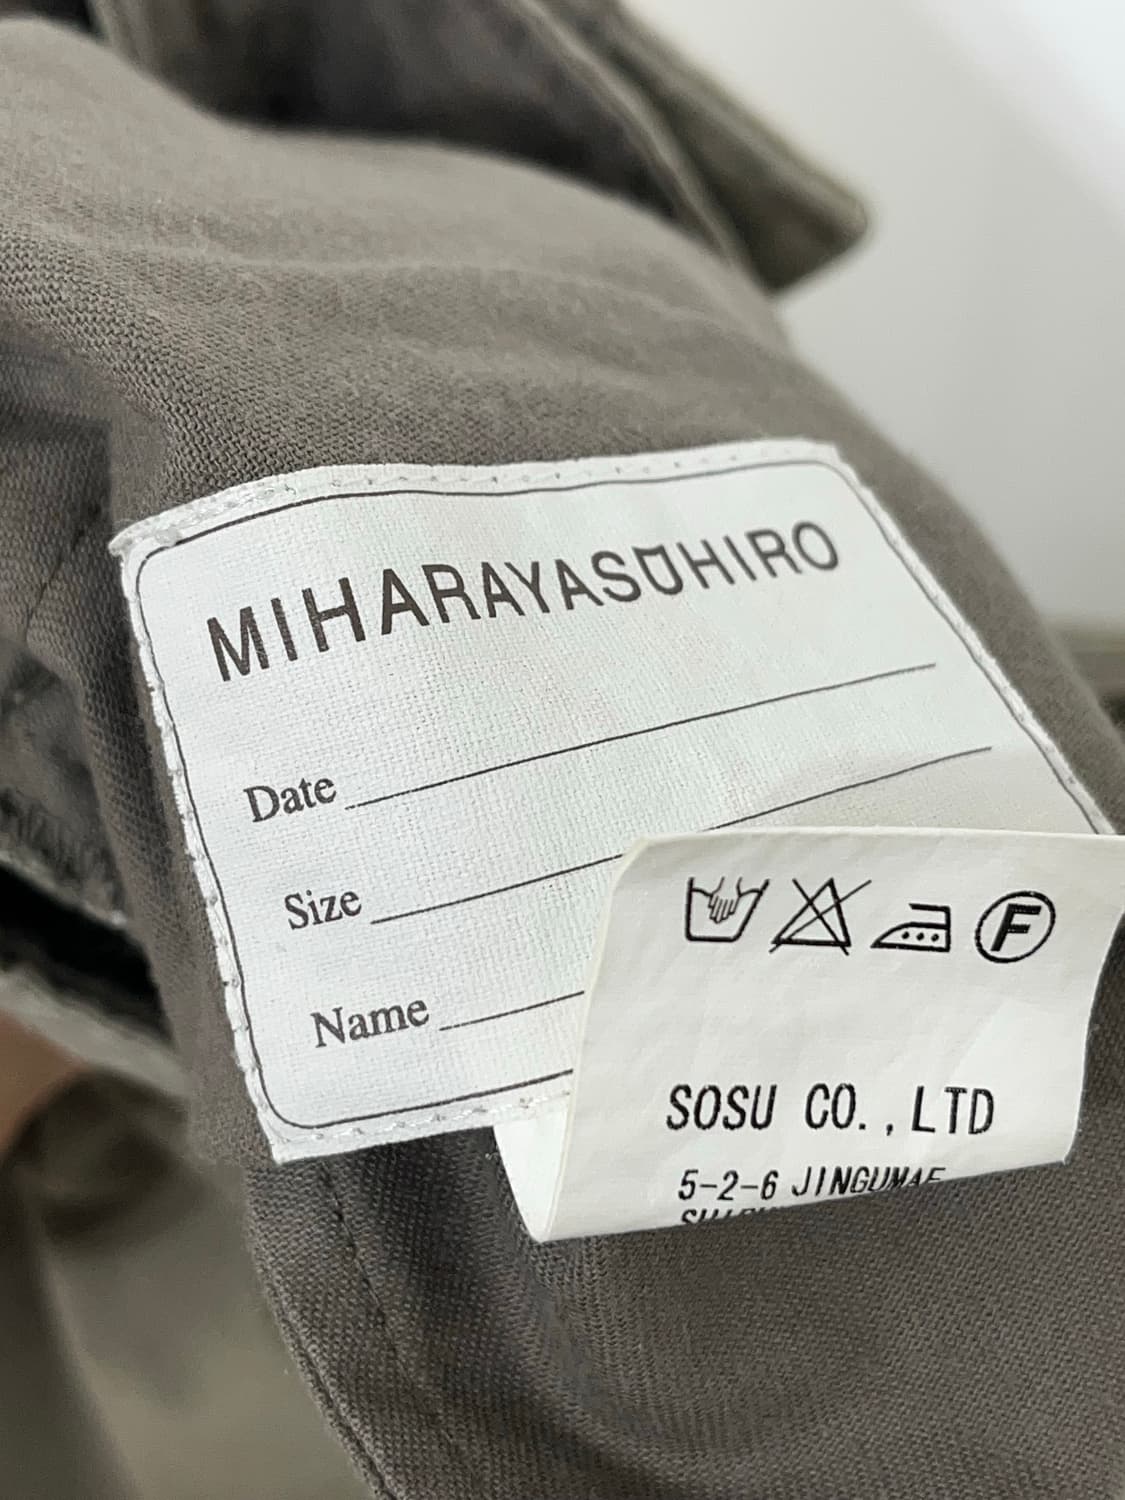 MIHARAYASUHIRO
Date
Size
Name
F
SOSU CO.,LTD
5-2-6 JINGUMAE